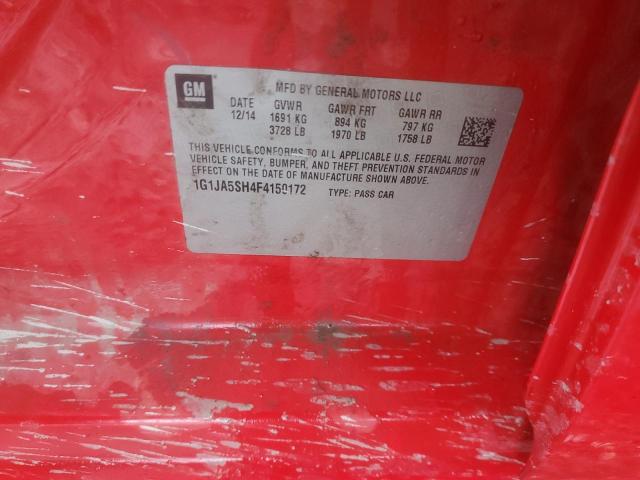 GM
MFD BY GENERAL MOTORS LLC
DATE GVWR GAWR FRT GAWR RR
12/14 1691 KG 894 KG 797 KG
3728 LB 1970 LB 1758 LB
THIS VEHICLE CONFORMS TO ALL APPLICABLE U.S. FEDERAL MOTOR
VEHICLE SAFETY, BUMPER, AND THEFT PREVENTION STANDARDS IN
EFFECT ON THE DATE OF MANUFACTURE SHOWN ABOVE.
1G1JA5SH4F4159172 TYPE: PASS CAR